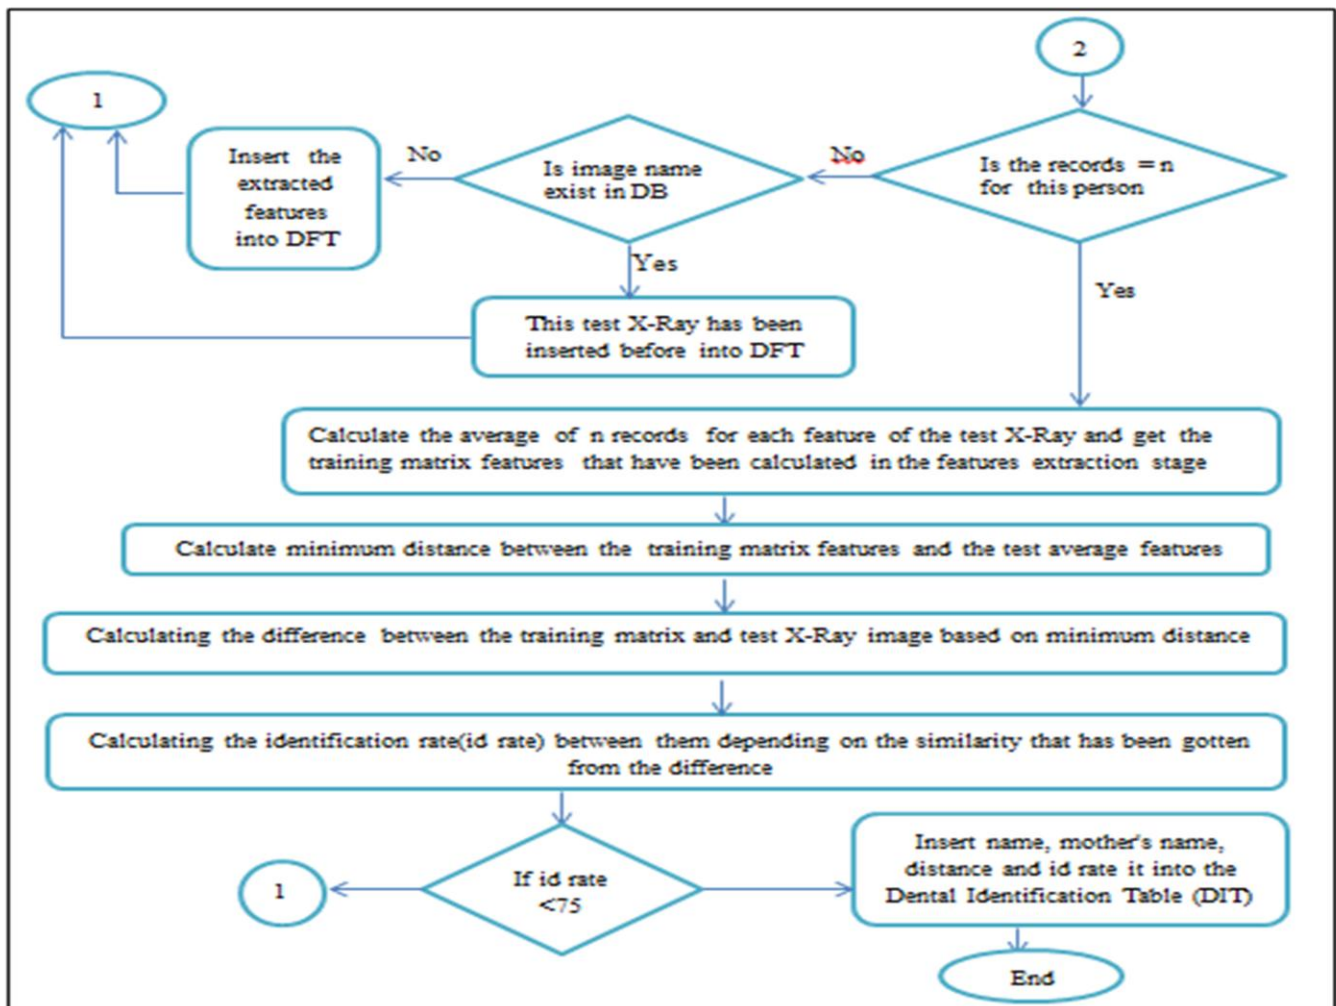 2
1
Insert the
extracted
features
into DFT
No
Is image name
exist in DB
No
Is the records = n
for this person
Yes
Yes
This test X-Ray has been
inserted before into DFT
Calculate the average of n records for each feature of the test X-Ray and get the
training matrix features that have been calculated in the features extraction stage
Calculate minimum distance between the training matrix features and the test average features
Calculating the difference between the training matrix and test X-Ray image based on minimum distance
Calculating the identification rate(id rate) between them depending on the similarity that has been gotten
from the difference
1
If id rate
<75
Insert name, mother's name,
distance and id rate it into the
Dental Identification Table (DIT)
End